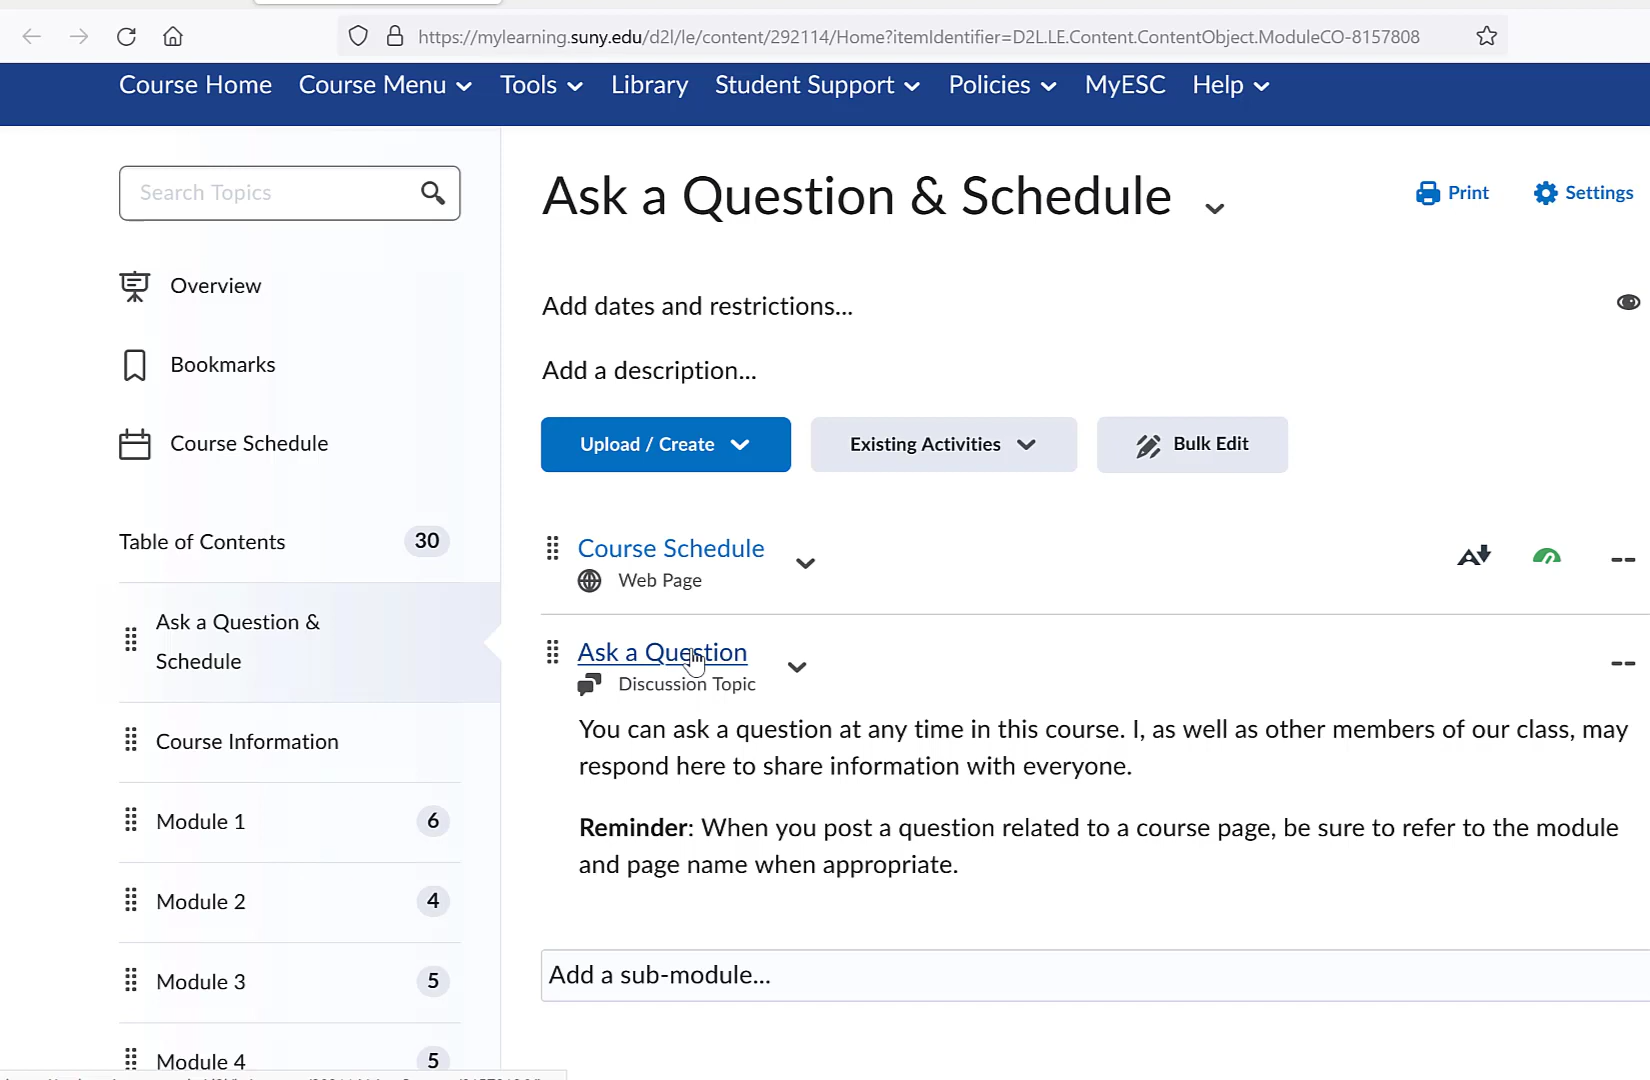 https://mylearning.suny.edu/d2l/le/content/292114/Home?itemIdentifier=D2L.LE.Content.ContentObject.ModuleCO-8157808
Course Home Course Menu Tools Library Student Support Policies MyESC Help
Search Topics
Overview
Bookmarks
Course Schedule
Table of Contents 30
Ask a Question &
Schedule
Course Information
Module 1 6
Module 2 4
Module 3 5
Module 4 5
Ask a Question & Schedule
Print Settings
Add dates and restrictions...
Add a description...
Upload / Create Existing Activities Bulk Edit
Course Schedule
Web Page
--
Ask a Question
Discussion Topic
--
You can ask a question at any time in this course. I, as well as other members of our class, may
respond here to share information with everyone.
Reminder: When you post a question related to a course page, be sure to refer to the module
and page name when appropriate.
Add a sub-module...